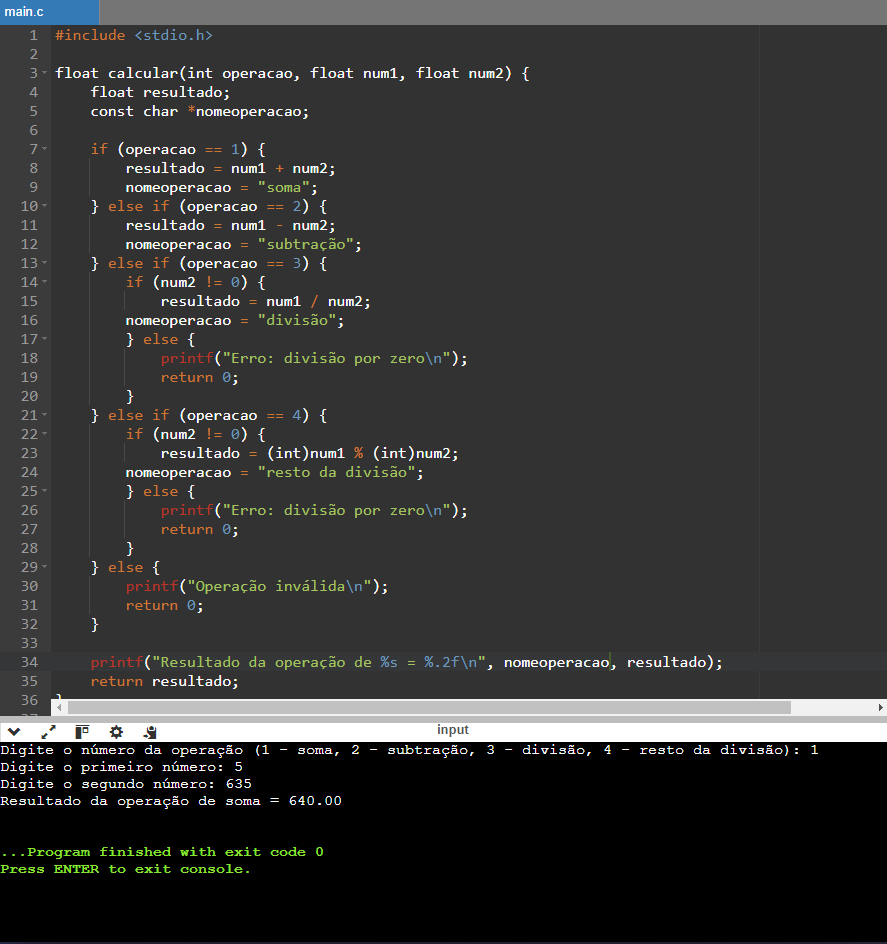 main.c
1 #include <stdio.h>
2
3 float calcular(int operacao, float num1, float num2) {
4     float resultado;
5     const char *nomeoperacao;
6
7     if (operacao == 1) {
8         resultado = num1 + num2;
9         nomeoperacao = "soma";
10     } else if (operacao == 2) {
11         resultado = num1 - num2;
12         nomeoperacao = "subtração";
13     } else if (operacao == 3) {
14         if (num2 != 0) {
15             resultado = num1 / num2;
16         nomeoperacao = "divisão";
17         } else {
18             printf("Erro: divisão por zero\n");
19             return 0;
20         }
21     } else if (operacao == 4) {
22         if (num2 != 0) {
23             resultado = (int)num1 % (int)num2;
24         nomeoperacao = "resto da divisão";
25         } else {
26             printf("Erro: divisão por zero\n");
27             return 0;
28         }
29     } else {
30         printf("Operação inválida\n");
31         return 0;
32     }
33
34     printf("Resultado da operação de %s = %.2f\n", nomeoperacao, resultado);
35     return resultado;
36 }
input
Digite o número da operação (1 - soma, 2 - subtração, 3 - divisão, 4 - resto da divisão): 1
Digite o primeiro número: 5
Digite o segundo número: 635
Resultado da operação de soma = 640.00
...Program finished with exit code 0
Press ENTER to exit console.